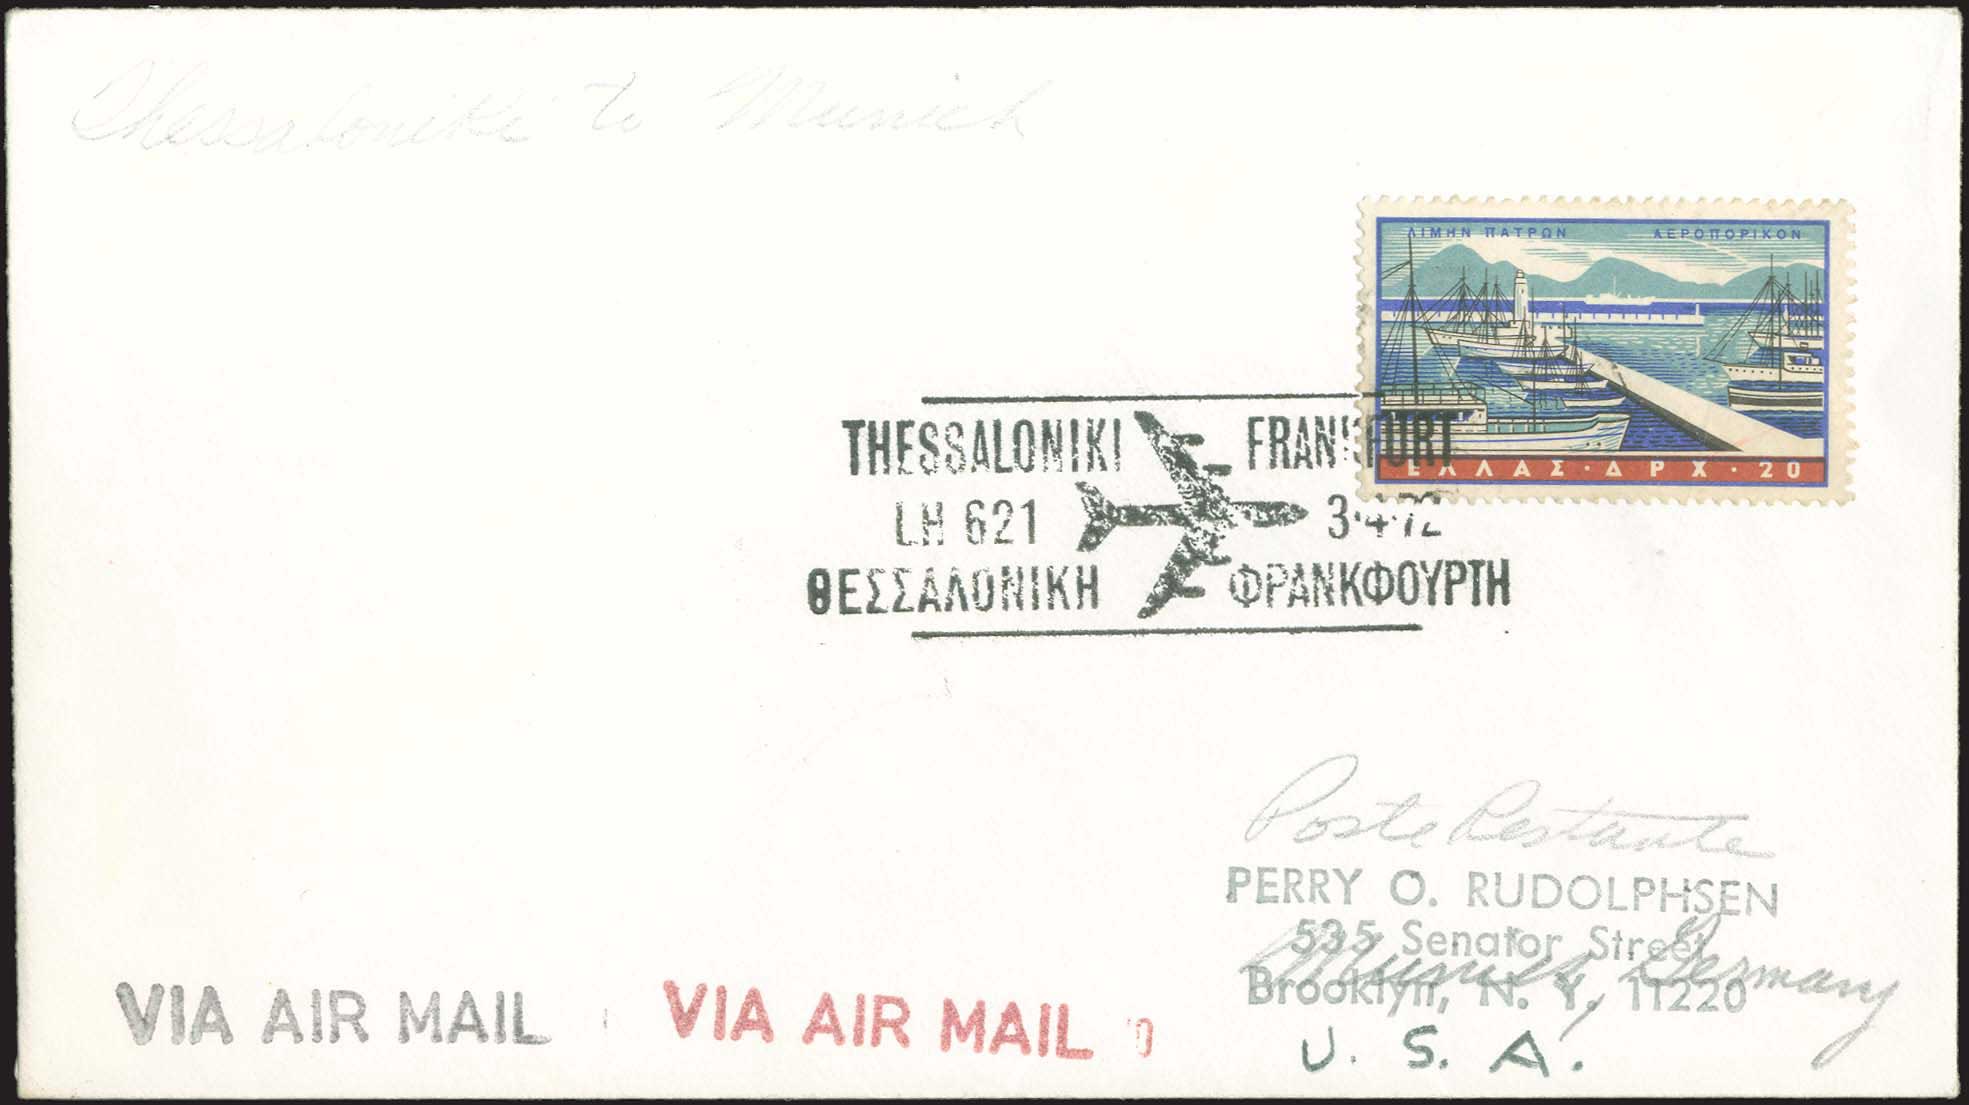 Thessaloniki to Munich
ΛΙΜΗΝ ΠΑΤΡΩΝ ΑΕΡΟΠΟΡΙΚΟΝ
ΕΛΛΑΣ·ΔΡΧ·20
THESSALONIKI FRANKFURT
LH 621 3·4·72
ΘΕΣΣΑΛΟΝΙΚΗ ΦΡΑΝΚΦΟΥΡΤΗ
Poste Restante
PERRY O. RUDOLPHSEN
535 Senator Street
Munich, Germany
Brooklyn, N. Y. 11220
U. S. A.
VIA AIR MAIL VIA AIR MAIL